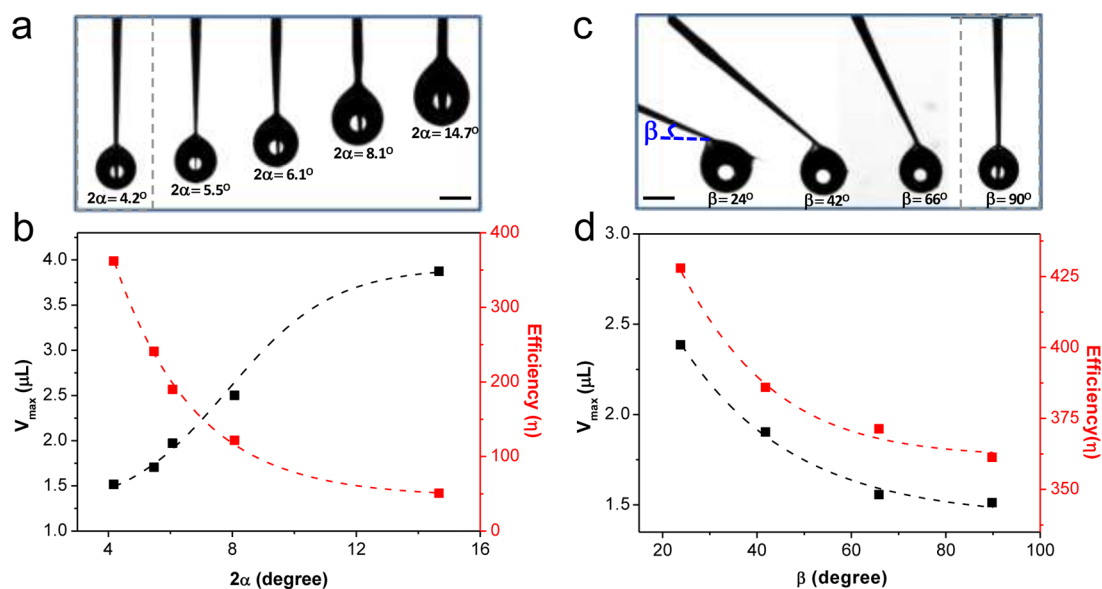 a
2α = 4.2°
2α = 5.5°
2α = 6.1°
2α = 8.1°
2α = 14.7°
c
β
β = 24°
β = 42°
β = 66°
β = 90°
b
4.0
3.5
3.0
2.5
2.0
1.5
1.0
Vmax (μL)
400
300
200
100
0
Efficiency (η)
4 8 12 16
2α (degree)
d
3.0
2.5
2.0
1.5
Vmax (μL)
425
400
375
350
Efficiency(η)
20 40 60 80 100
β (degree)